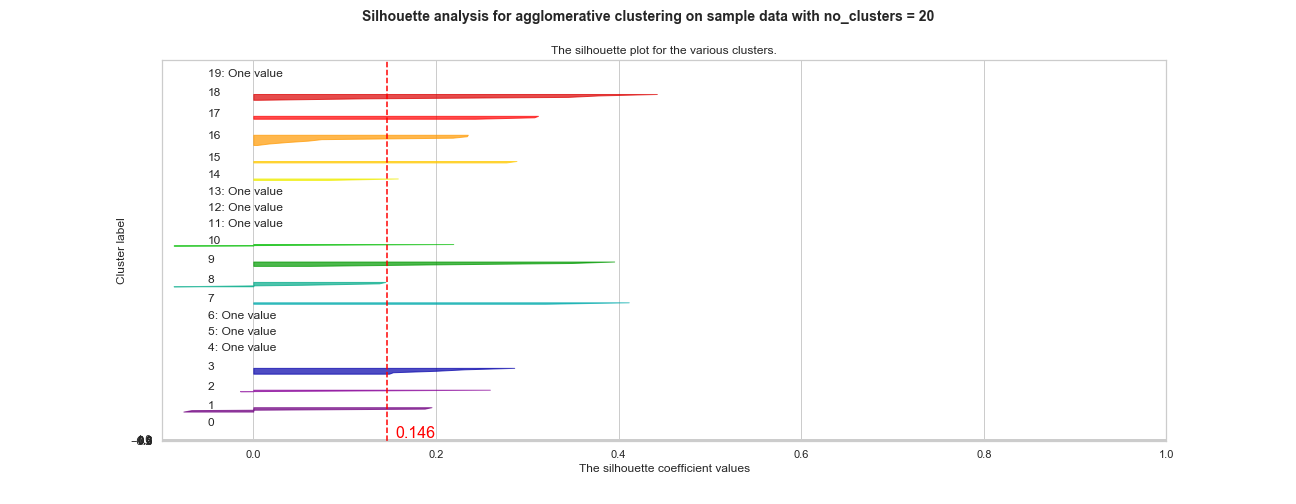 Silhouette analysis for agglomerative clustering on sample data with no_clusters = 20
The silhouette plot for the various clusters.
19: One value
18
17
16
15
14
13: One value
12: One value
11: One value
10
9
8
7
6: One value
5: One value
4: One value
3
2
1
0
0.146
Cluster label
0.0 0.2 0.4 0.6 0.8 1.0
The silhouette coefficient values